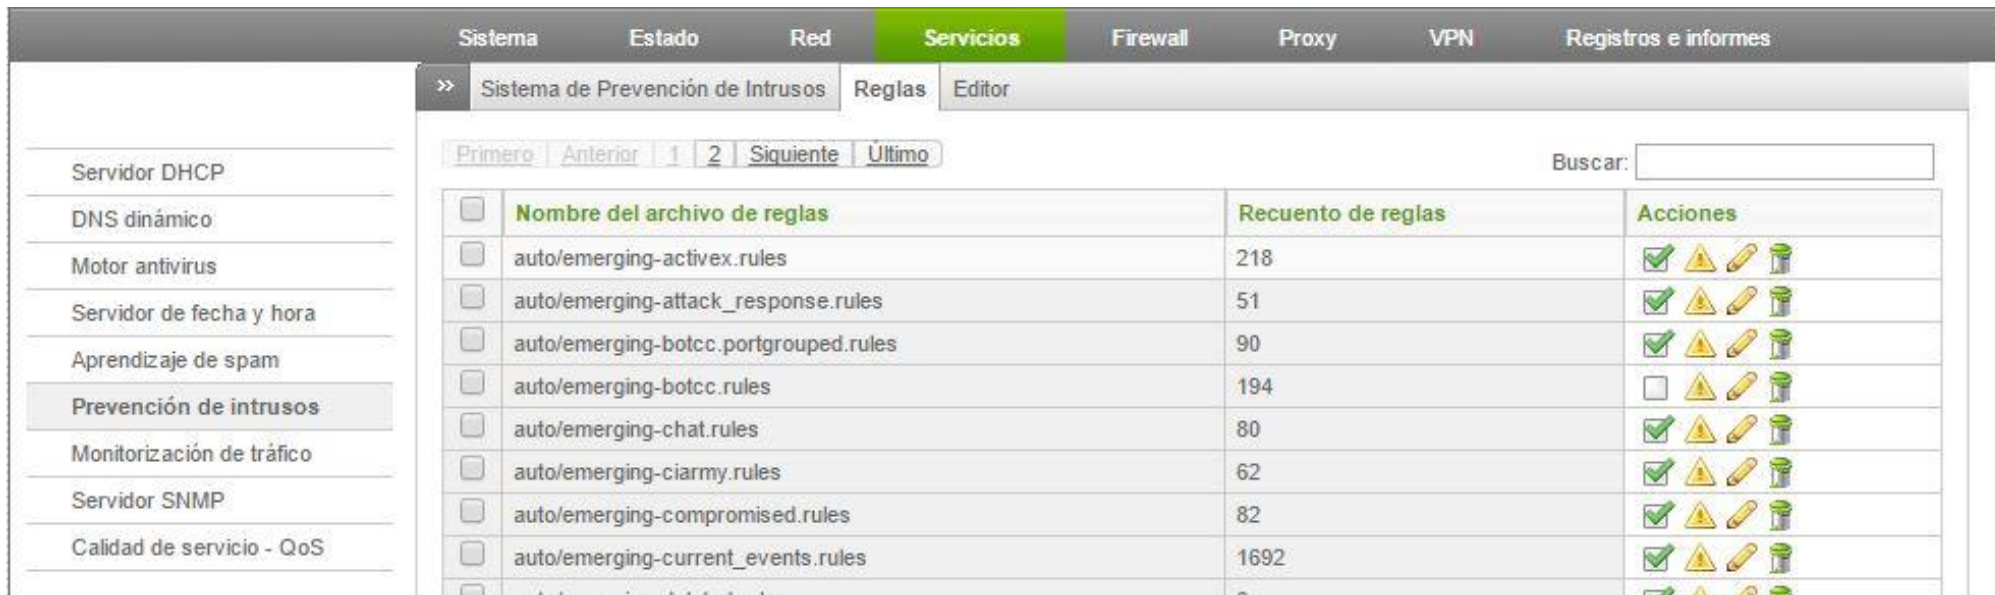 Sistema Estado Red Servicios Firewall Proxy VPN Registros e informes
» Sistema de Prevención de Intrusos Reglas Editor
Servidor DHCP
DNS dinámico
Motor antivirus
Servidor de fecha y hora
Aprendizaje de spam
Prevención de intrusos
Monitorización de tráfico
Servidor SNMP
Calidad de servicio - QoS
Primero Anterior 1 2 Siguiente Último
Buscar:
Nombre del archivo de reglas Recuento de reglas Acciones
auto/emerging-activex.rules 218
auto/emerging-attack_response.rules 51
auto/emerging-botcc.portgrouped.rules 90
auto/emerging-botcc.rules 194
auto/emerging-chat.rules 80
auto/emerging-ciarmy.rules 62
auto/emerging-compromised.rules 82
auto/emerging-current_events.rules 1692